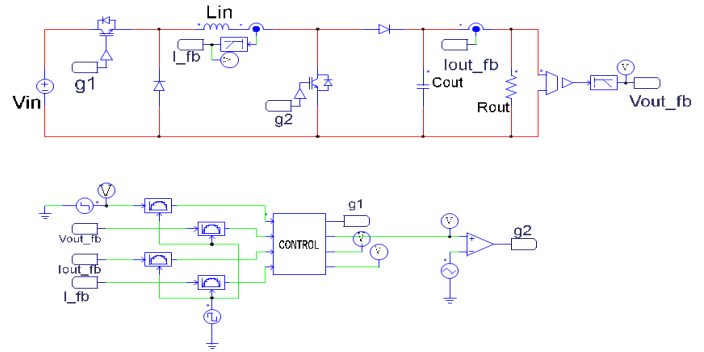 Lin
I_fb
g1
V
Iout_fb
V
Vin
g2
Cout
Rout
Vout_fb
V
g1
V
g2
Vout_fb
V
CONTROL
V
Iout_fb
I_fb